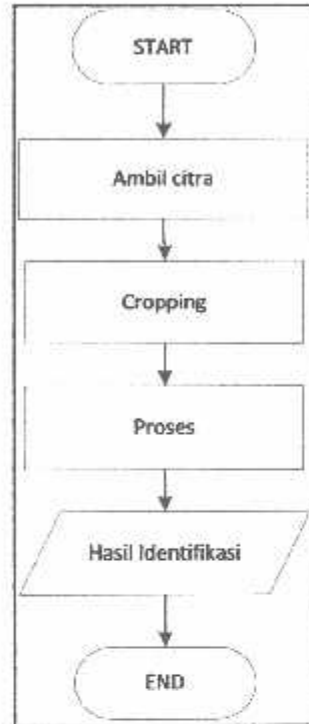 START
Ambil citra
Cropping
Proses
Hasil Identifikasi
END